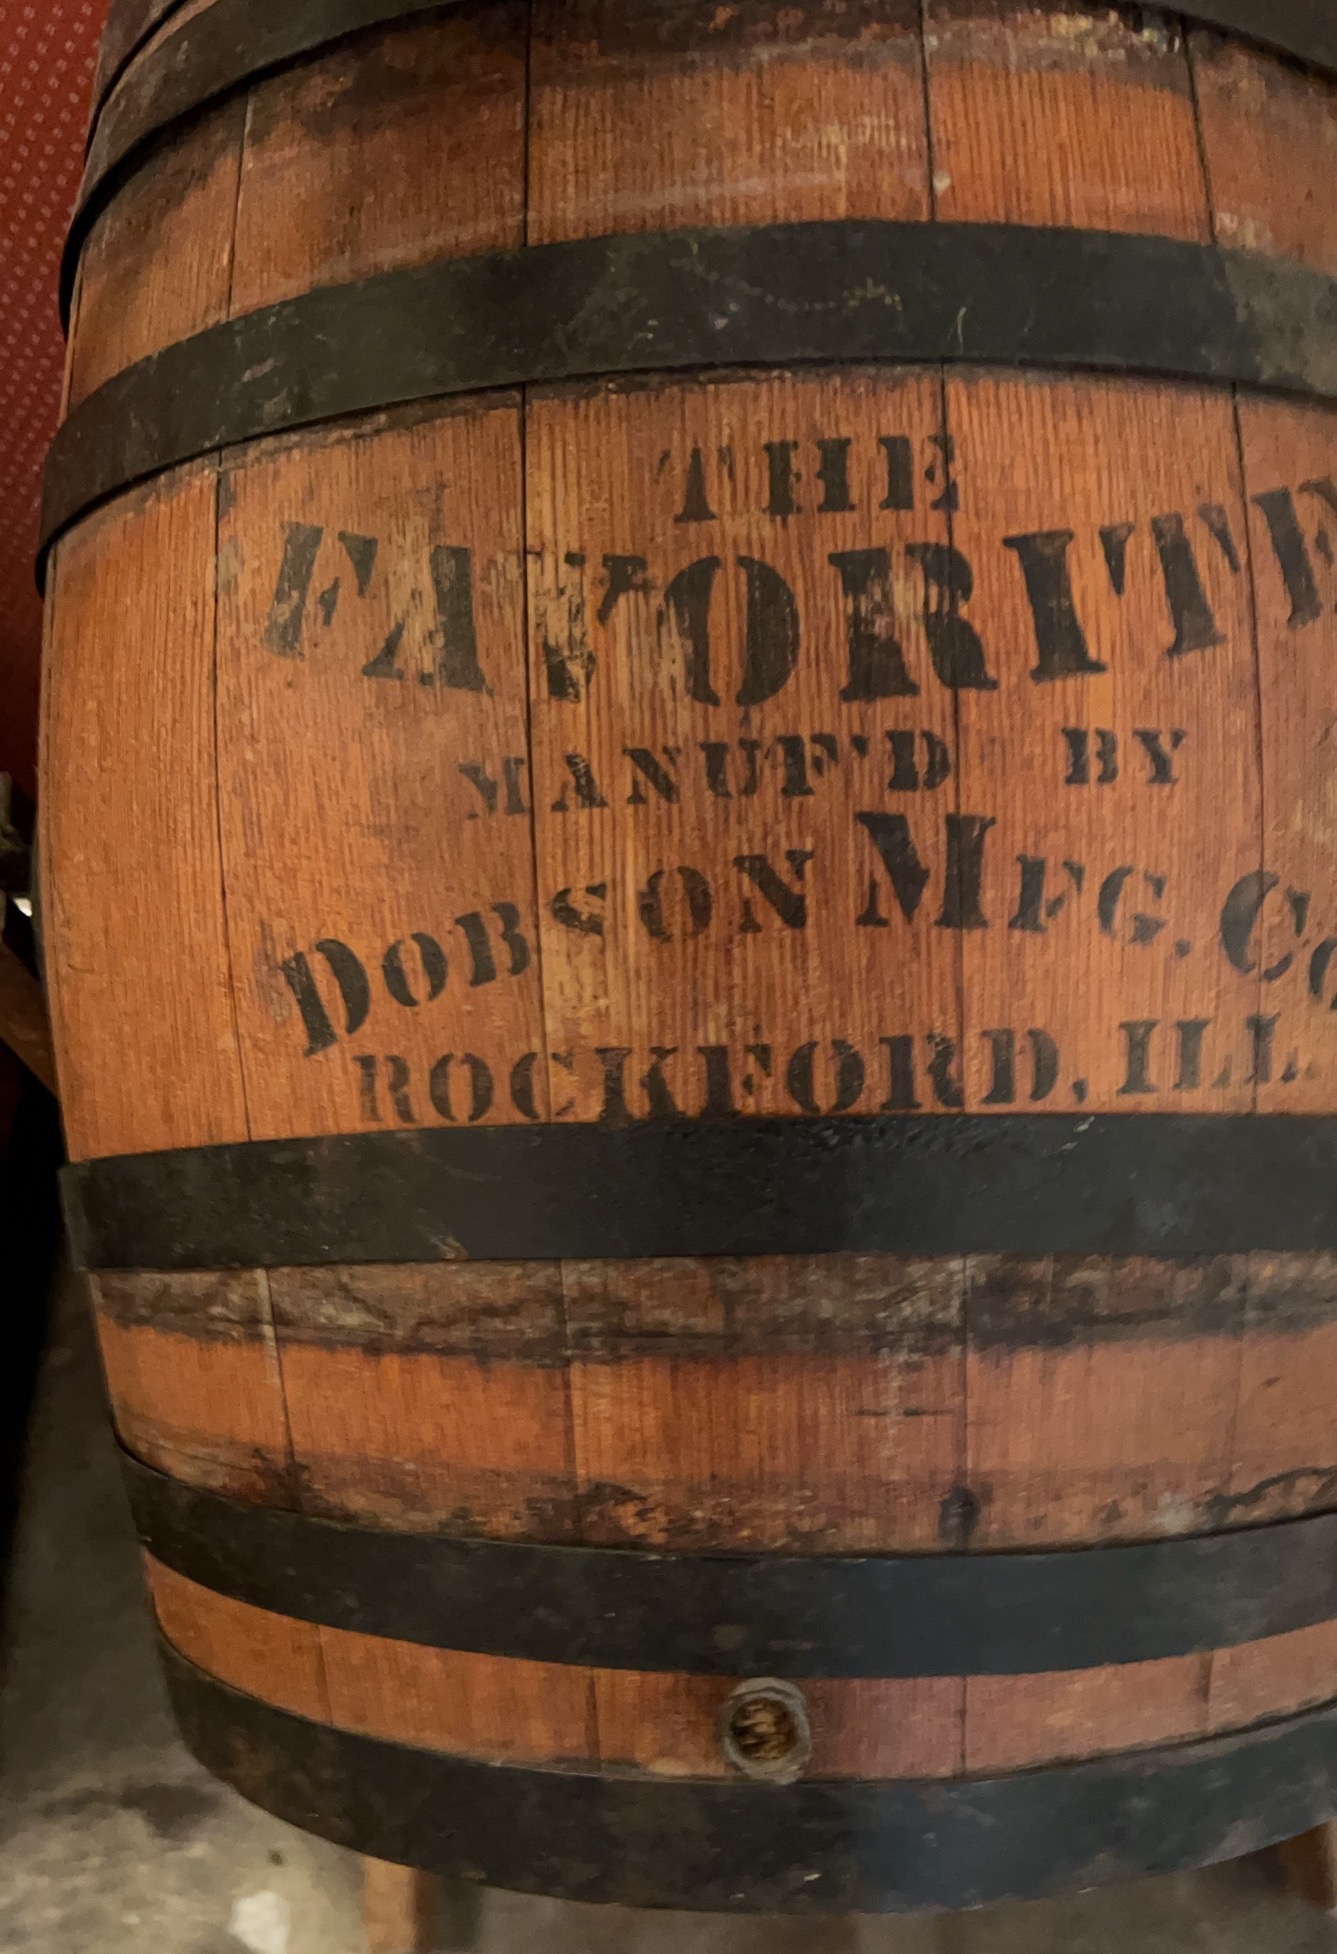 THE
FAVORITE
MANUF'D BY
DOBSON MFG. CO
ROCKFORD, ILL.